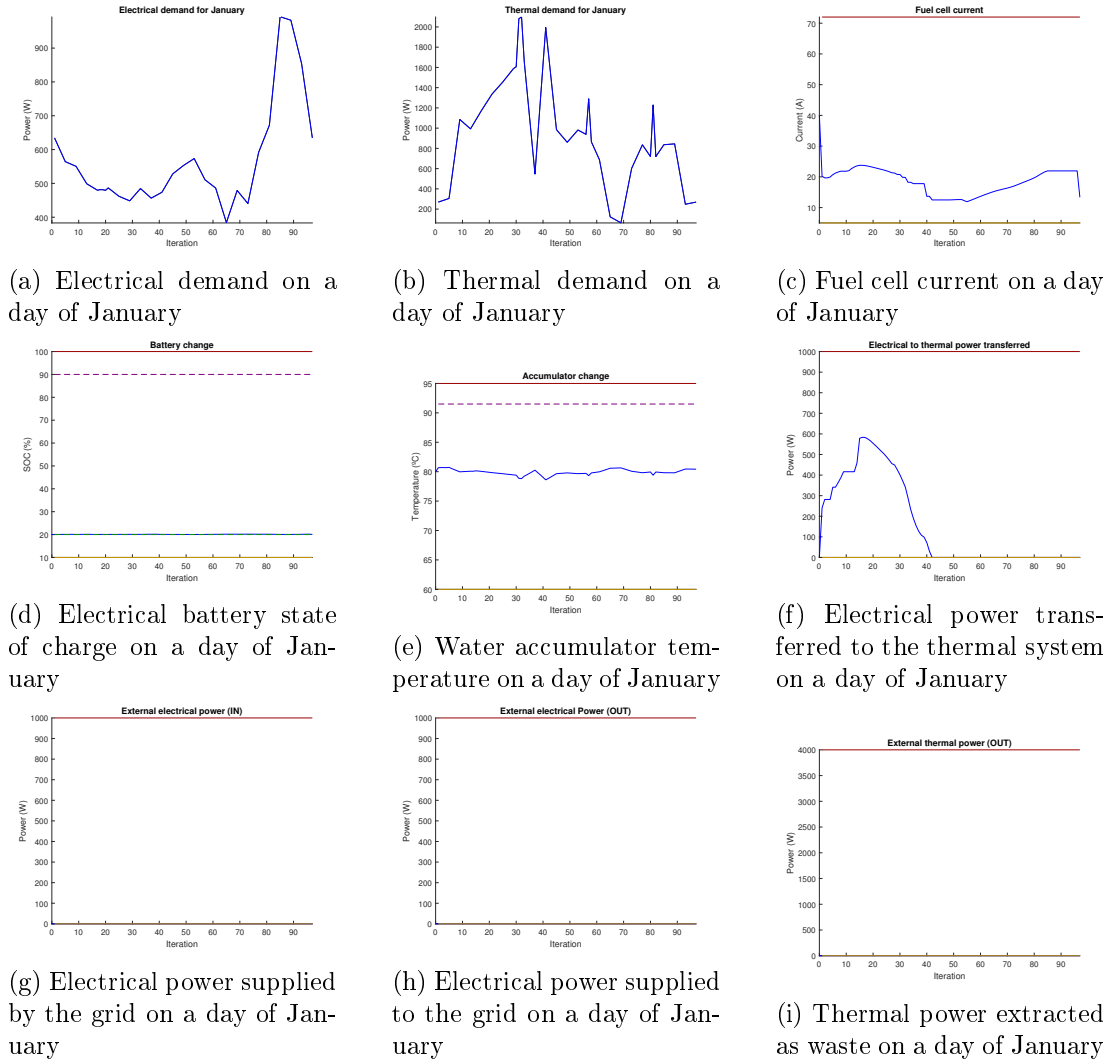 Electrical demand for January
Power (W)
900
800
700
600
500
400
0 10 20 30 40 50 60 70 80 90
Iteration
(a) Electrical demand on a
day of January
Thermal demand for January
Power (W)
2000
1800
1600
1400
1200
1000
800
600
400
200
0 10 20 30 40 50 60 70 80 90
Iteration
(b) Thermal demand on a
day of January
Fuel cell current
Current (A)
70
60
50
40
30
20
10
0 10 20 30 40 50 60 70 80 90
Iteration
(c) Fuel cell current on a day
of January
Battery change
SOC (%)
100
90
80
70
60
50
40
30
20
10
0 10 20 30 40 50 60 70 80 90
Iteration
(d) Electrical battery state
of charge on a day of Jan-
uary
Accumulator change
Temperature (ºC)
95
90
85
80
75
70
65
60
0 10 20 30 40 50 60 70 80 90
Iteration
(e) Water accumulator tem-
perature on a day of January
Electrical to thermal power transferred
Power (W)
1000
900
800
700
600
500
400
300
200
100
0
0 10 20 30 40 50 60 70 80 90
Iteration
(f) Electrical power trans-
ferred to the thermal system
on a day of January
External electrical power (IN)
Power (W)
1000
900
800
700
600
500
400
300
200
100
0
0 10 20 30 40 50 60 70 80 90
Iteration
(g) Electrical power supplied
by the grid on a day of Jan-
uary
External electrical Power (OUT)
Power (W)
1000
900
800
700
600
500
400
300
200
100
0
0 10 20 30 40 50 60 70 80 90
Iteration
(h) Electrical power supplied
to the grid on a day of Jan-
uary
External thermal power (OUT)
Power (W)
4000
3500
3000
2500
2000
1500
1000
500
0
0 10 20 30 40 50 60 70 80 90
Iteration
(i) Thermal power extracted
as waste on a day of January